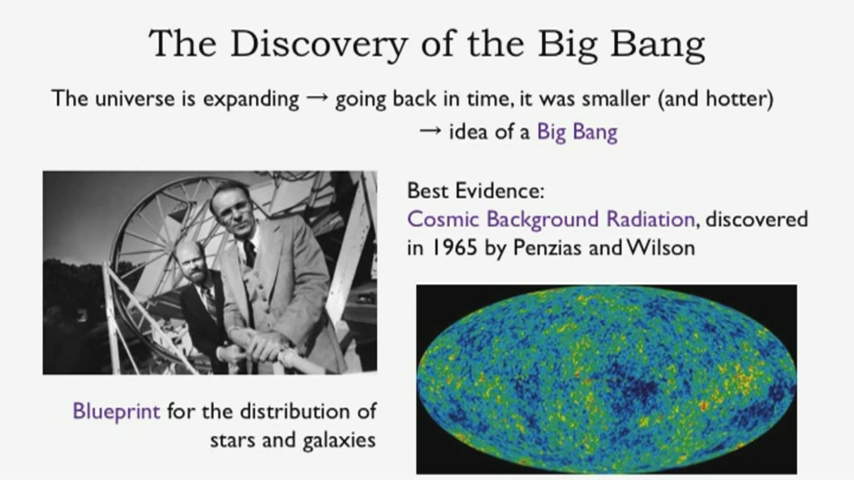 The Discovery of the Big Bang
The universe is expanding → going back in time, it was smaller (and hotter)
→ idea of a Big Bang
Best Evidence:
Cosmic Background Radiation, discovered
in 1965 by Penzias and Wilson
Blueprint for the distribution of
stars and galaxies